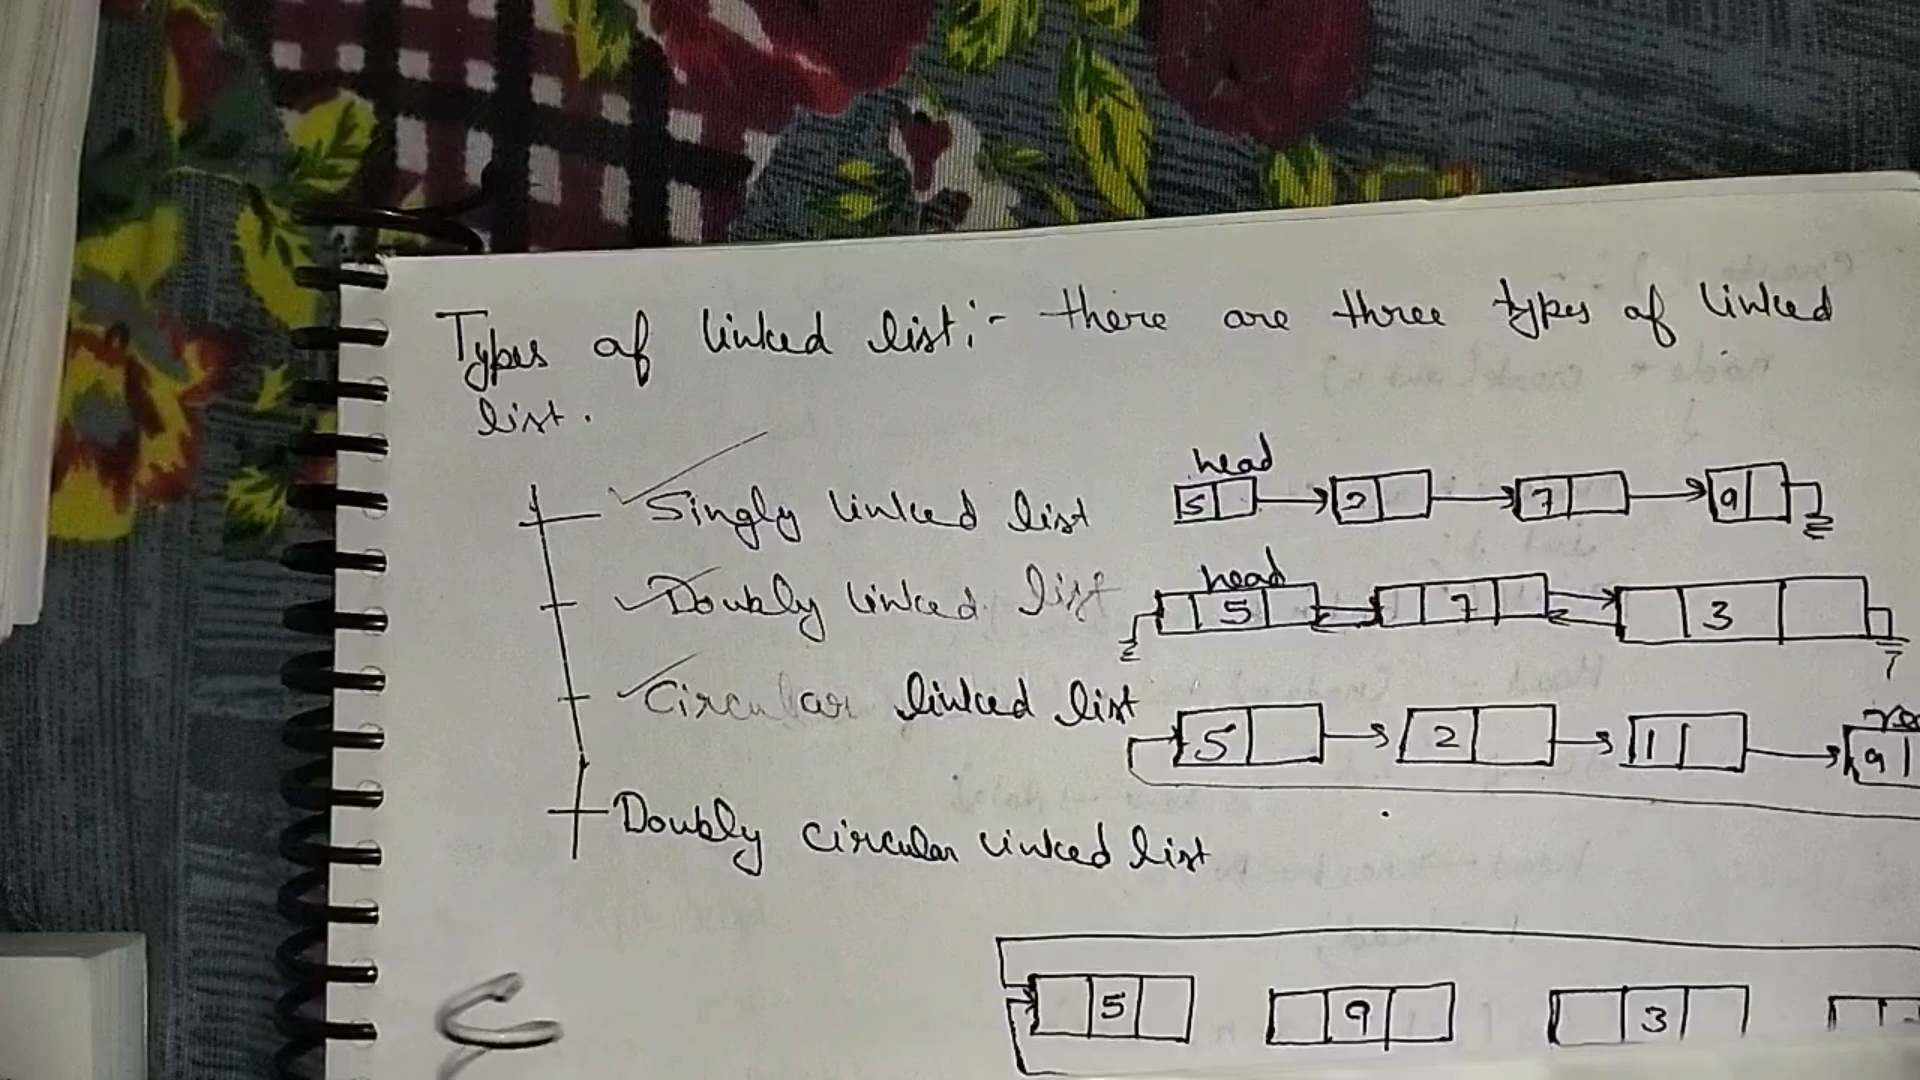 Types of linked list:- there are three types of linked
list.
head
Singly linked list 5 2 7 9
head
Doubly linked list 5 7 3
Circular linked list 5 2 1 9
Doubly circular linked list
5 9 3